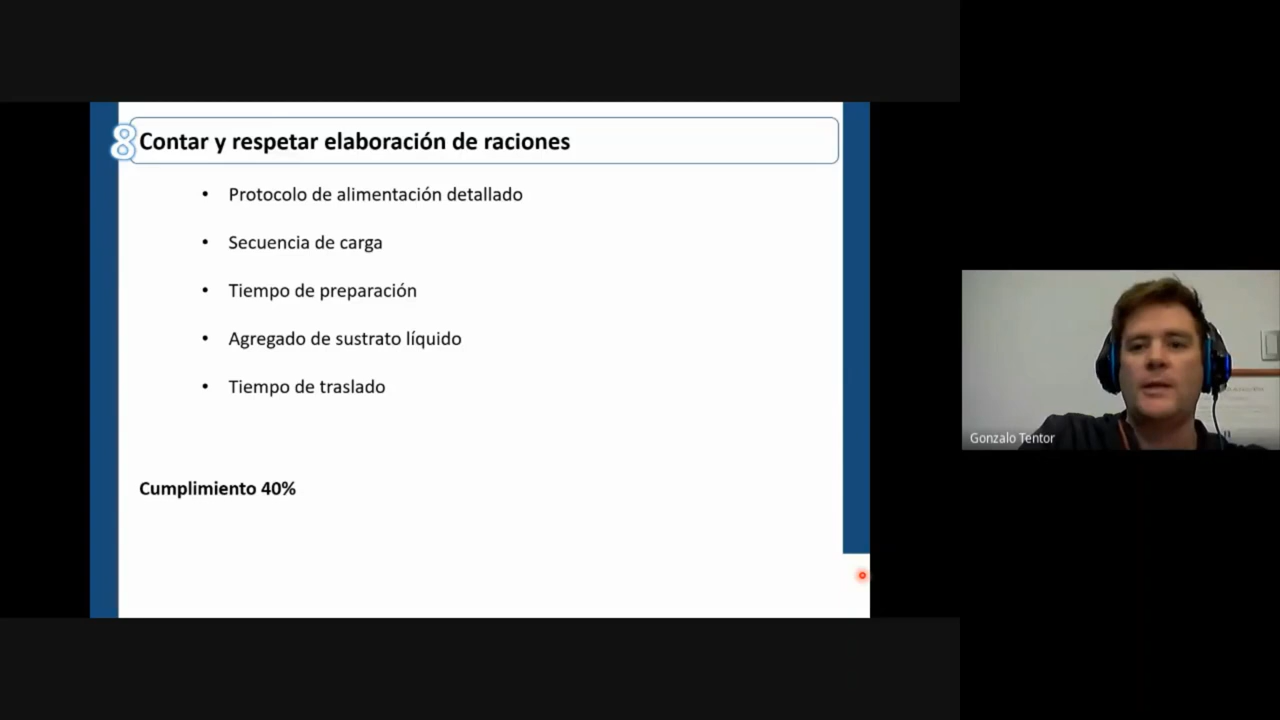 8
Contar y respetar elaboración de raciones
• Protocolo de alimentación detallado
• Secuencia de carga
• Tiempo de preparación
• Agregado de sustrato líquido
• Tiempo de traslado
Cumplimiento 40%
Gonzalo Tentor